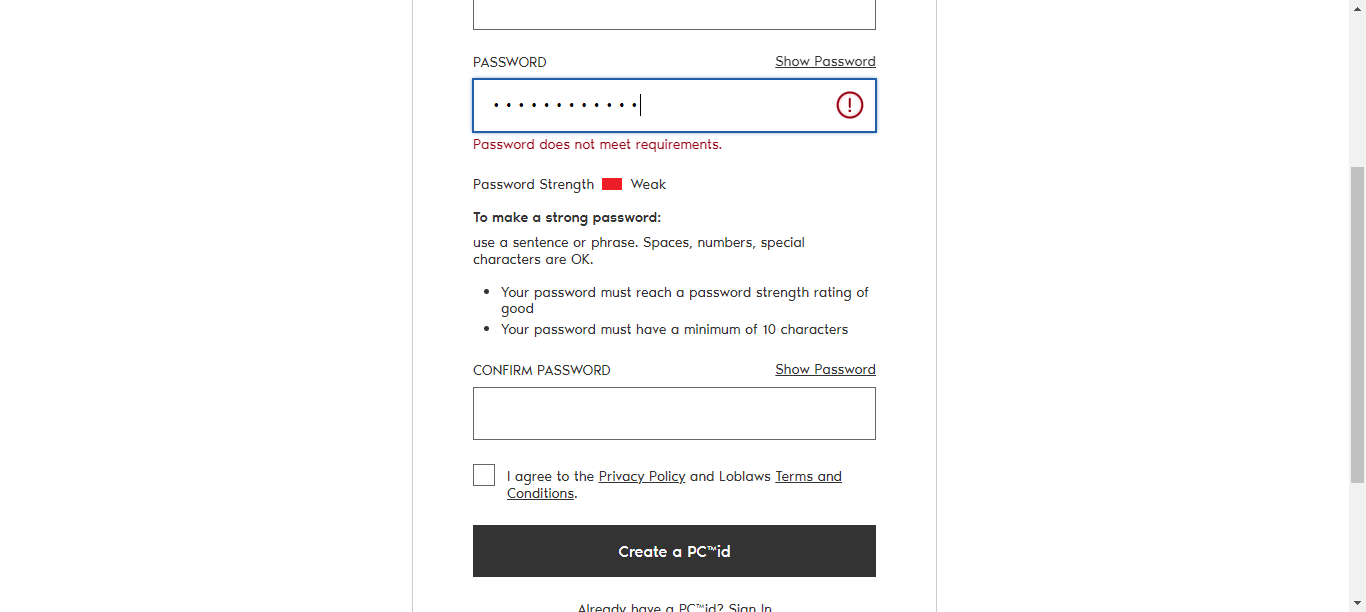 PASSWORD Show Password
••••••••••••
Password does not meet requirements.
Password Strength Weak
To make a strong password:
use a sentence or phrase. Spaces, numbers, special
characters are OK.
• Your password must reach a password strength rating of
good
• Your password must have a minimum of 10 characters
CONFIRM PASSWORD Show Password
I agree to the Privacy Policy and Loblaws Terms and
Conditions.
Create a PC™id
Already have a PC™id? Sign In